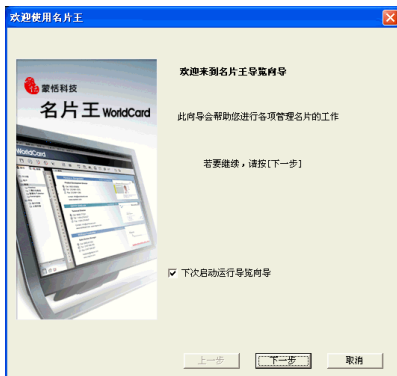 欢迎使用名片王
蒙恬科技
名片王 WorldCard
WorldCard
欢迎来到名片王导览向导
此向导会帮助您进行各项管理名片的工作
若要继续，请按[下一步]
下次启动运行导览向导
上一步
下一步
取消